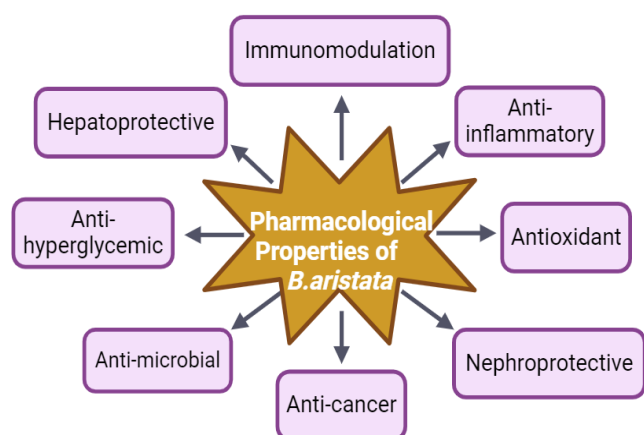 Immunomodulation
Anti-
inflammatory
Hepatoprotective
Anti-
hyperglycemic
Pharmacological
Properties of
B.aristata
Antioxidant
Anti-microbial
Nephroprotective
Anti-cancer